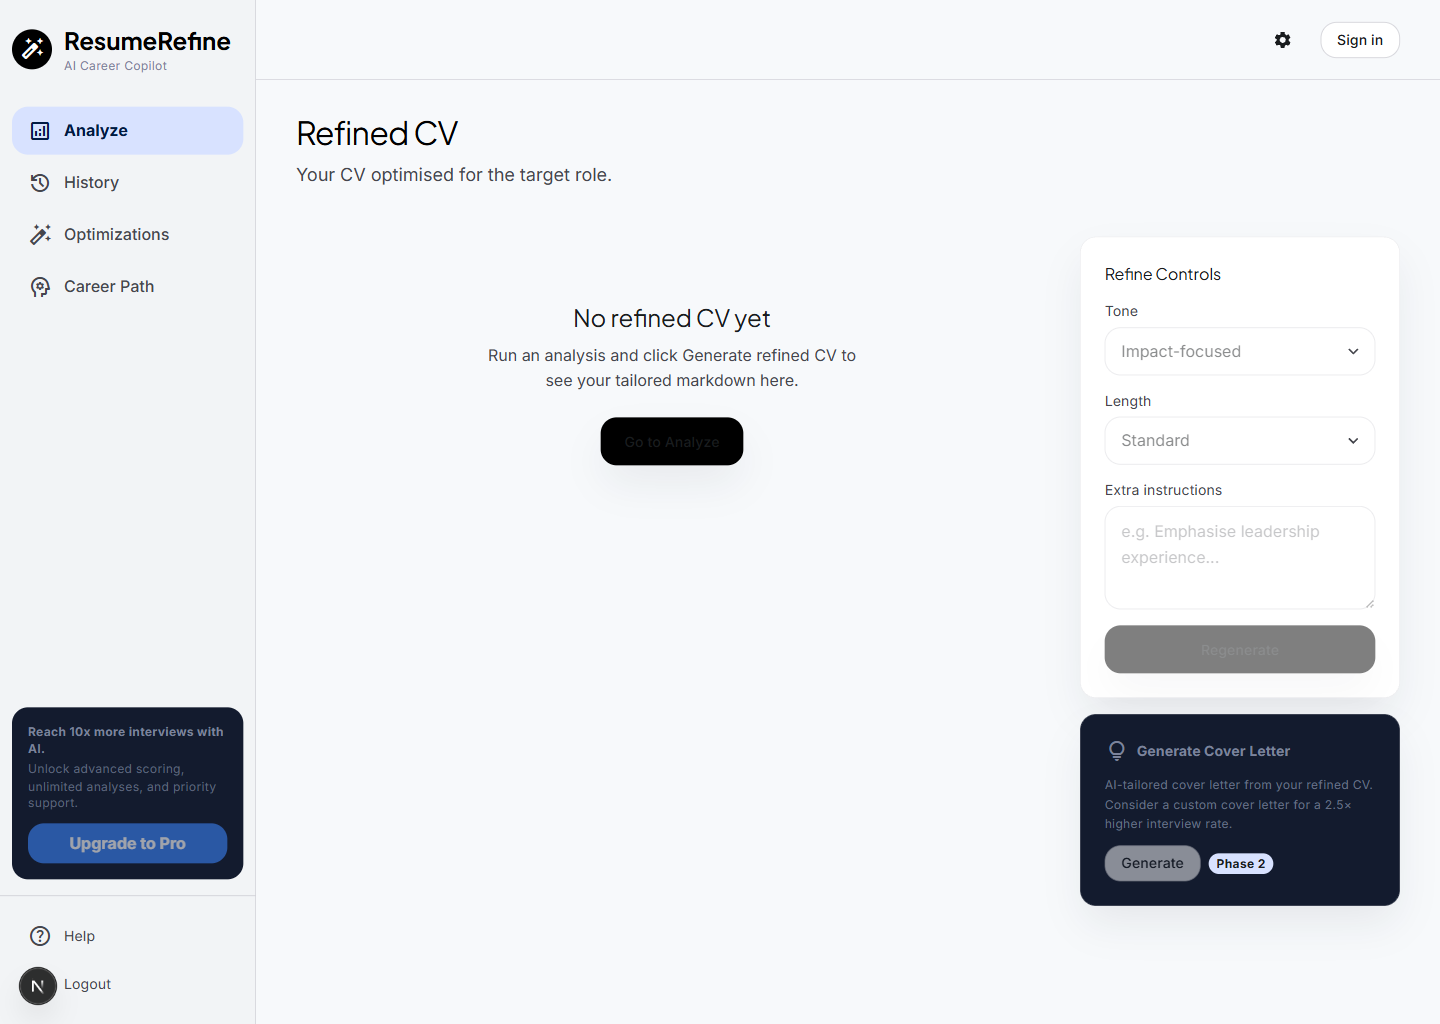 ResumeRefine
AI Career Copilot
Sign in
Analyze
History
Optimizations
Career Path
Refined CV
Your CV optimised for the target role.
No refined CV yet
Run an analysis and click Generate refined CV to
see your tailored markdown here.
Go to Analyze
Refine Controls
Tone
Impact-focused
Length
Standard
Extra instructions
e.g. Emphasise leadership
experience...
Regenerate
Generate Cover Letter
AI-tailored cover letter from your refined CV.
Consider a custom cover letter for a 2.5×
higher interview rate.
Generate
Phase 2
Reach 10x more interviews with
AI.
Unlock advanced scoring,
unlimited analyses, and priority
support.
Upgrade to Pro
Help
N
Logout